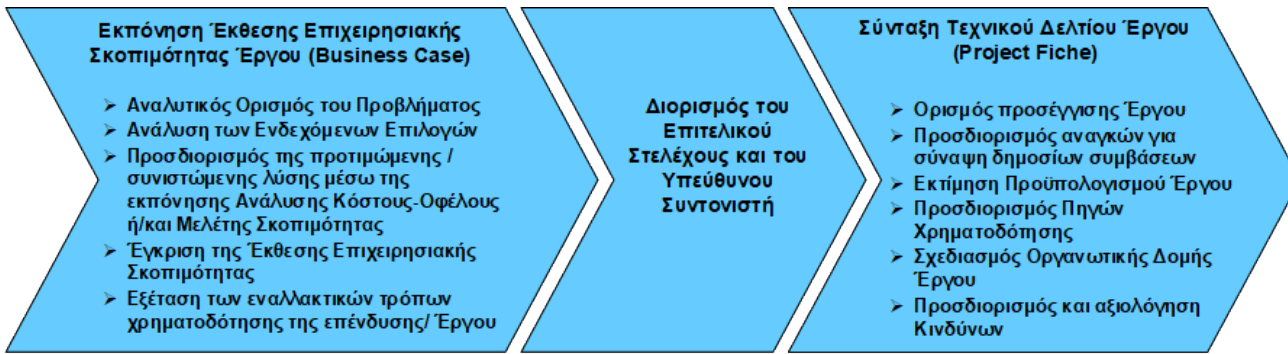 Εκπόνηση Έκθεσης Επιχειρησιακής
Σκοπιμότητας Έργου (Business Case)
➢ Αναλυτικός Ορισμός του Προβλήματος
➢ Ανάλυση των Ενδεχόμενων Επιλογών
➢ Προσδιορισμός της προτιμώμενης /
συνιστώμενης λύσης μέσω της
εκπόνησης Ανάλυσης Κόστους-Οφέλους
ή/και Μελέτης Σκοπιμότητας
➢ Έγκριση της Έκθεσης Επιχειρησιακής
Σκοπιμότητας
➢ Εξέταση των εναλλακτικών τρόπων
χρηματοδότησης της επένδυσης/ Έργου
Διορισμός του
Επιτελικού
Στελέχους και του
Υπεύθυνου
Συντονιστή
Σύνταξη Τεχνικού Δελτίου Έργου
(Project Fiche)
➢ Ορισμός προσέγγισης Έργου
➢ Προσδιορισμός αναγκών για
σύναψη δημοσίων συμβάσεων
➢ Εκτίμηση Προϋπολογισμού Έργου
➢ Προσδιορισμός Πηγών
Χρηματοδότησης
➢ Σχεδιασμός Οργανωτικής Δομής
Έργου
➢ Προσδιορισμός και αξιολόγηση
Κινδύνων